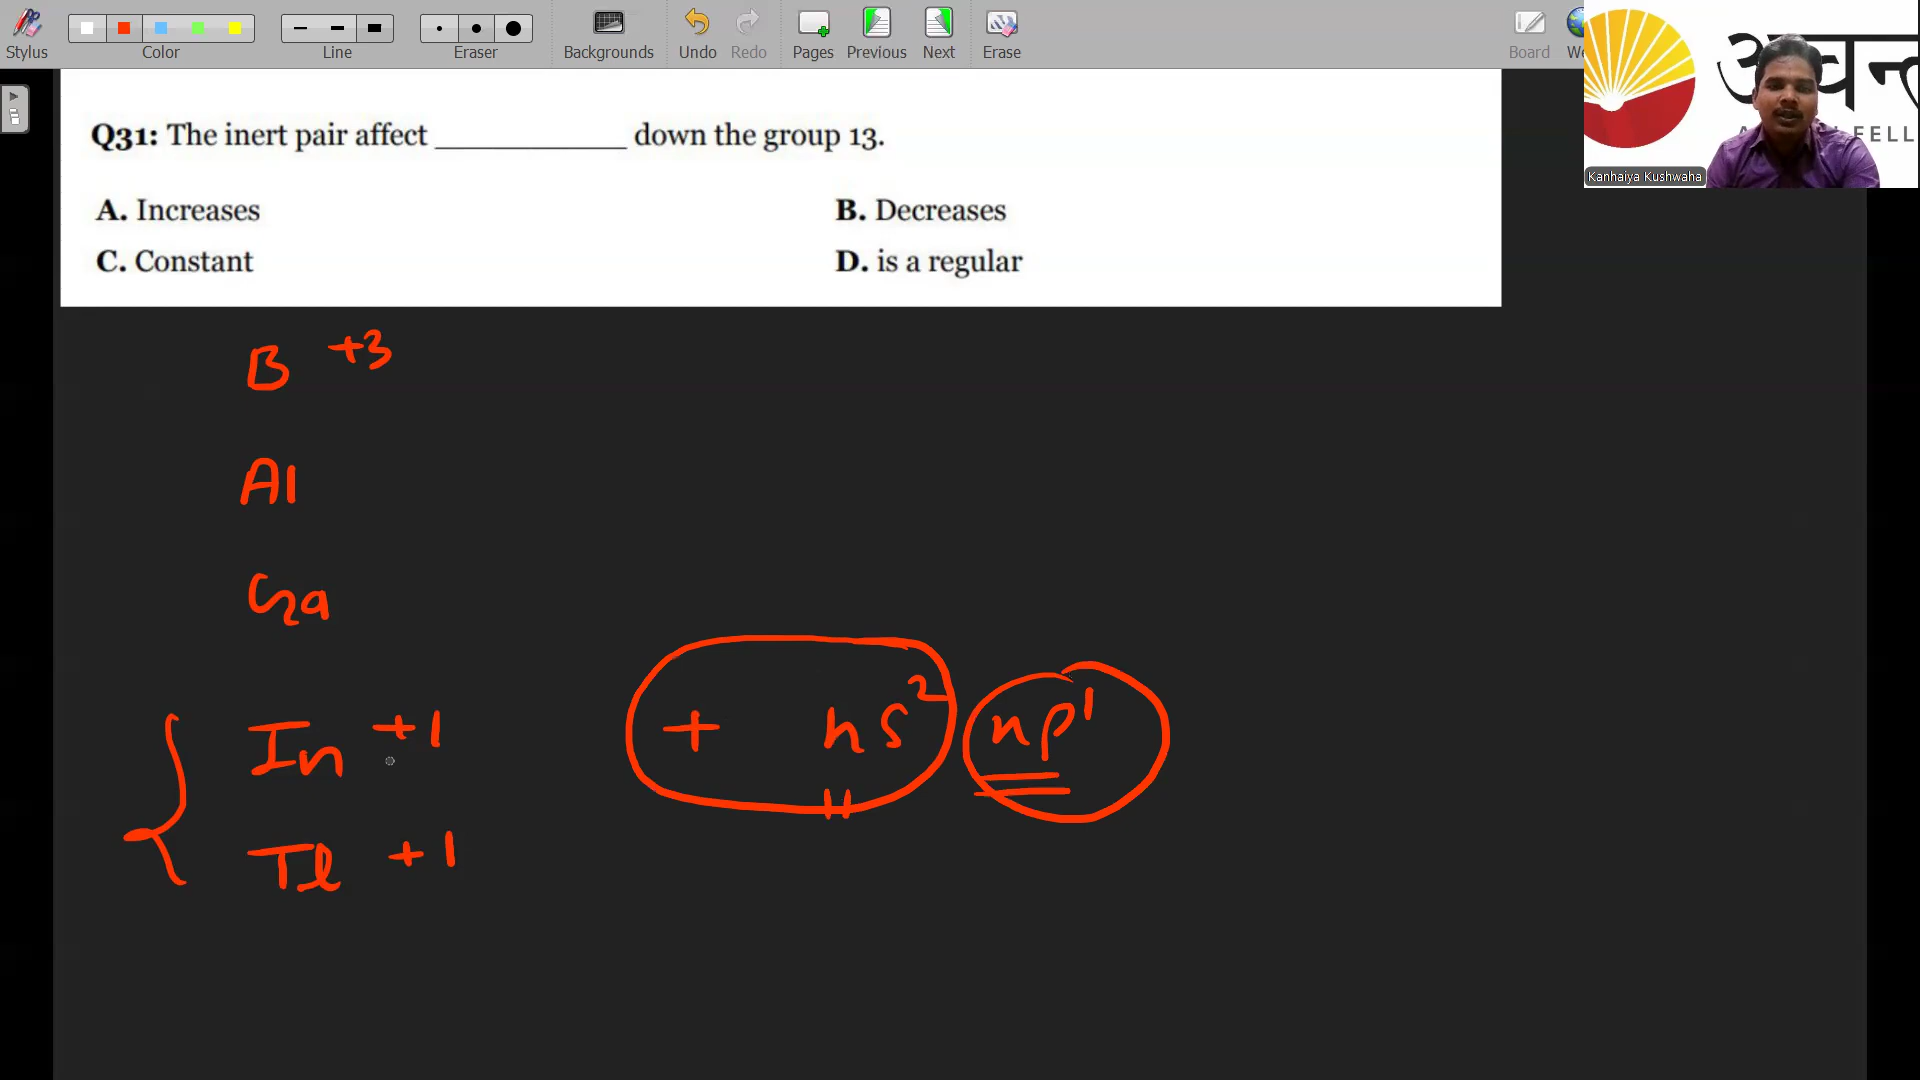 Stylus
Color
Line
Eraser
Backgrounds
Undo
Redo
Pages
Previous
Next
Erase
Board
Kanhaiya Kushwaha
Q31: The inert pair affect ____________ down the group 13.
A. Increases
B. Decreases
C. Constant
D. is a regular
B +3
Al
Ga
In +1
+ ns² np¹
Tl +1